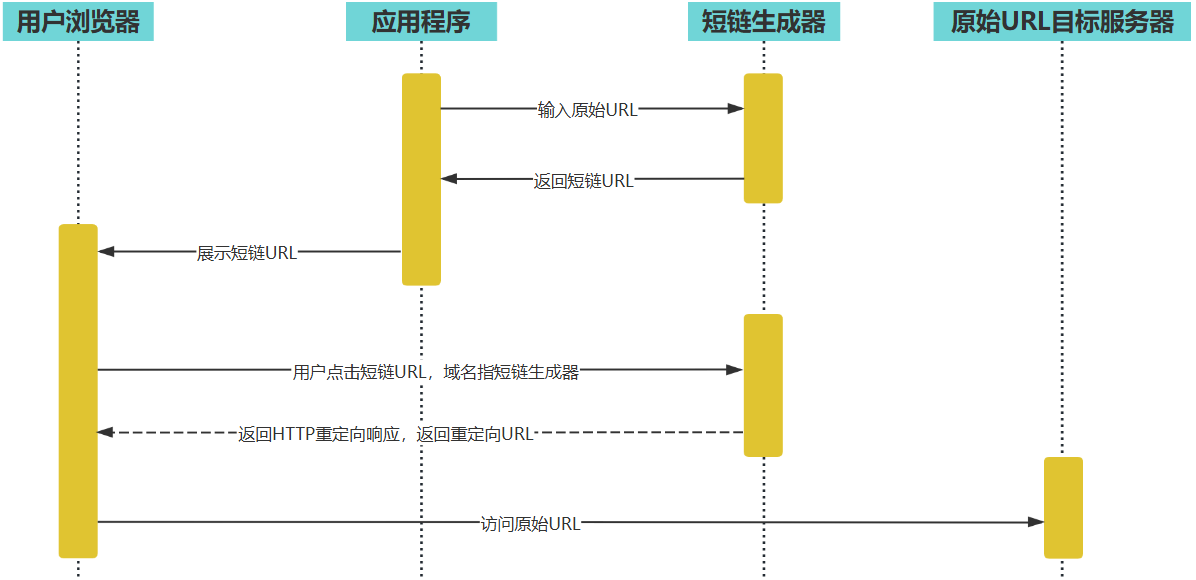 用户浏览器
应用程序
短链生成器
原始URL目标服务器
输入原始URL
返回短链URL
展示短链URL
用户点击短链URL，域名指短链生成器
返回HTTP重定向响应，返回重定向URL
访问原始URL